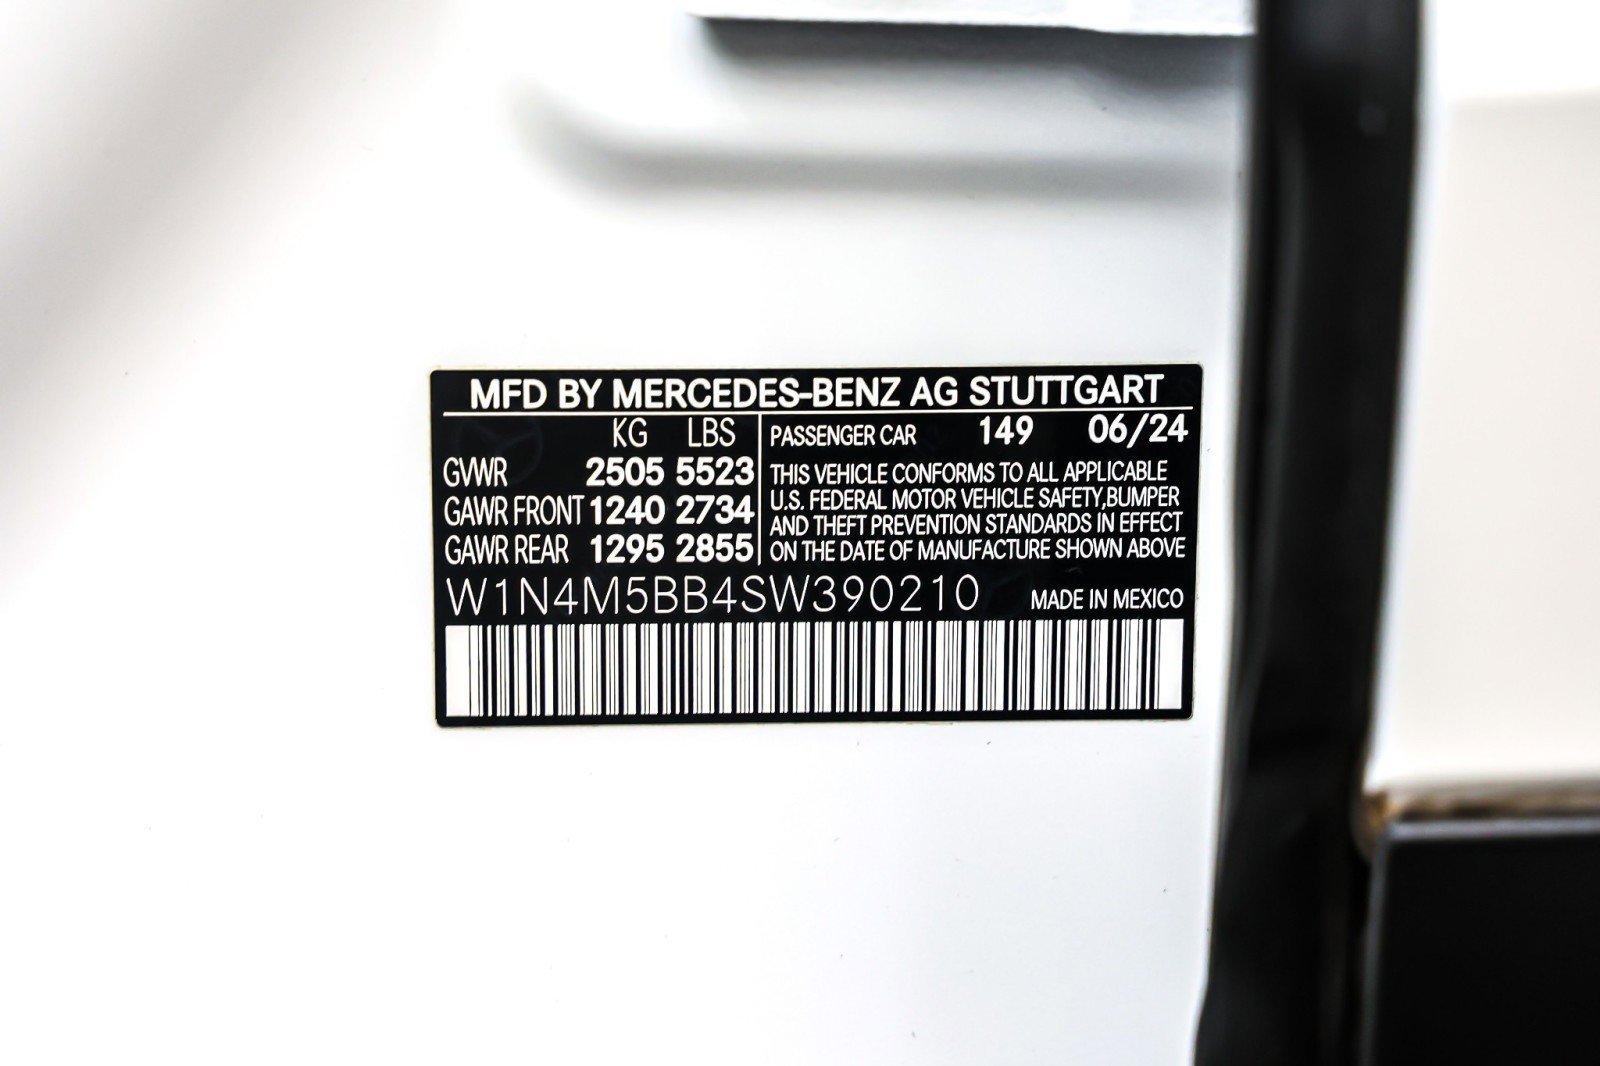 MFD BY MERCEDES-BENZ AG STUTTGART
KG LBS
GVWR 2505 5523
GAWR FRONT 1240 2734
GAWR REAR 1295 2855
PASSENGER CAR 149 06/24
THIS VEHICLE CONFORMS TO ALL APPLICABLE
U.S. FEDERAL MOTOR VEHICLE SAFETY,BUMPER
AND THEFT PREVENTION STANDARDS IN EFFECT
ON THE DATE OF MANUFACTURE SHOWN ABOVE
W1N4M5BB4SW390210 MADE IN MEXICO